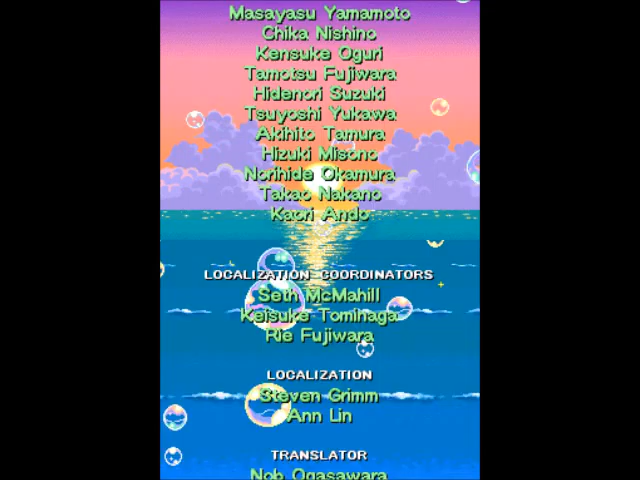 Masayasu Yamamoto
Chika Nishino
Kensuke Oguri
Tamotsu Fujiwara
Hidenori Suzuki
Tsuyoshi Yukawa
Akihito Tamura
Hizuki Misono
Norihide Okamura
Takao Nakano
Kaori Ando
LOCALIZATION COORDINATORS
Seth McMahill
Keisuke Tominaga
Rie Fujiwara
LOCALIZATION
Steven Grimm
Ann Lin
TRANSLATOR
Nob Ogasawara